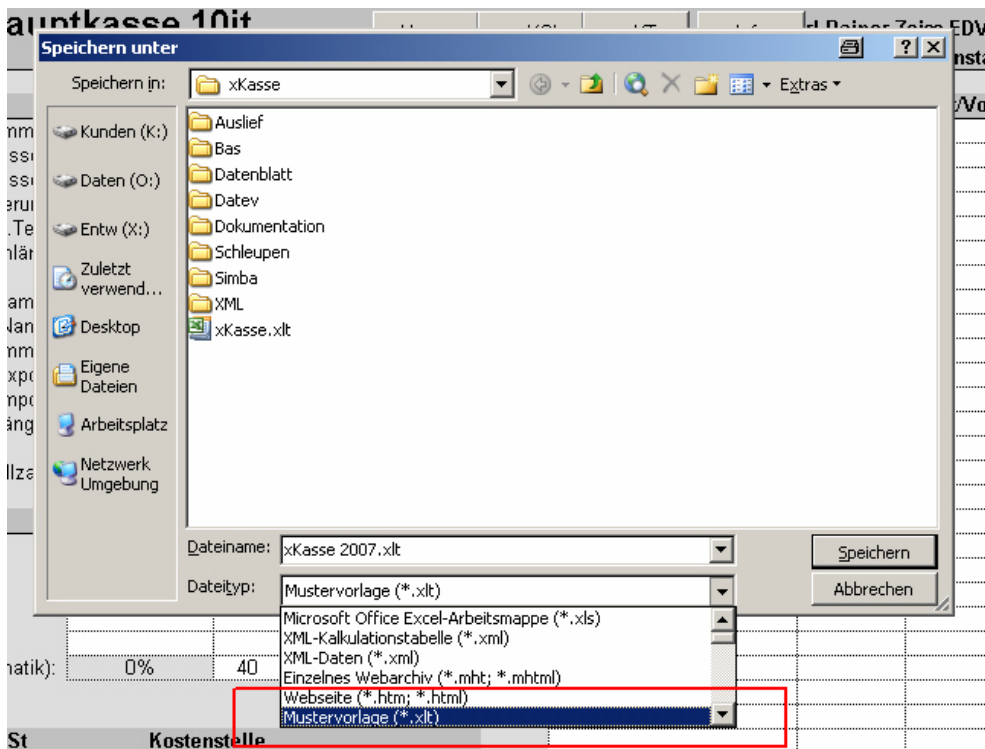 auptkasse 10it
Speichern unter
Speichern in:
xKasse
Extras
Kunden (K:)
Daten (O:)
Entw (X:)
Zuletzt
verwend...
Desktop
Eigene
Dateien
Arbeitsplatz
Netzwerk
Umgebung
Auslief
Bas
Datenblatt
Datev
Dokumentation
Schleupen
Simba
XML
xKasse.xlt
Dateiname:
xKasse 2007.xlt
Speichern
Dateityp:
Mustervorlage (*.xlt)
Abbrechen
Microsoft Office Excel-Arbeitsmappe (*.xls)
XML-Kalkulationstabelle (*.xml)
XML-Daten (*.xml)
Einzelnes Webarchiv (*.mht; *.mhtml)
Webseite (*.htm; *.html)
Mustervorlage (*.xlt)
natik):
0%
40
St
Kostenstelle